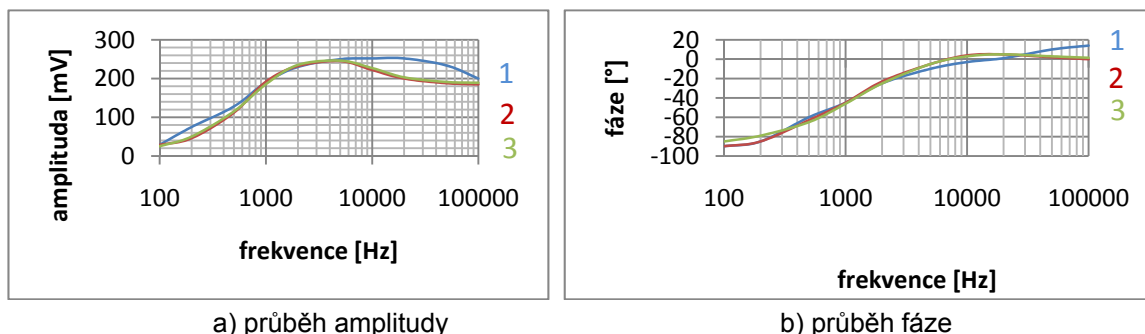 300
200
100
0
amplituda [mV]
100 1000 10000 100000
frekvence [Hz]
1
2
3
20
0
-20
-40
-60
-80
-100
fáze [°]
100 1000 10000 100000
frekvence [Hz]
1
2
3
a) průběh amplitudy b) průběh fáze